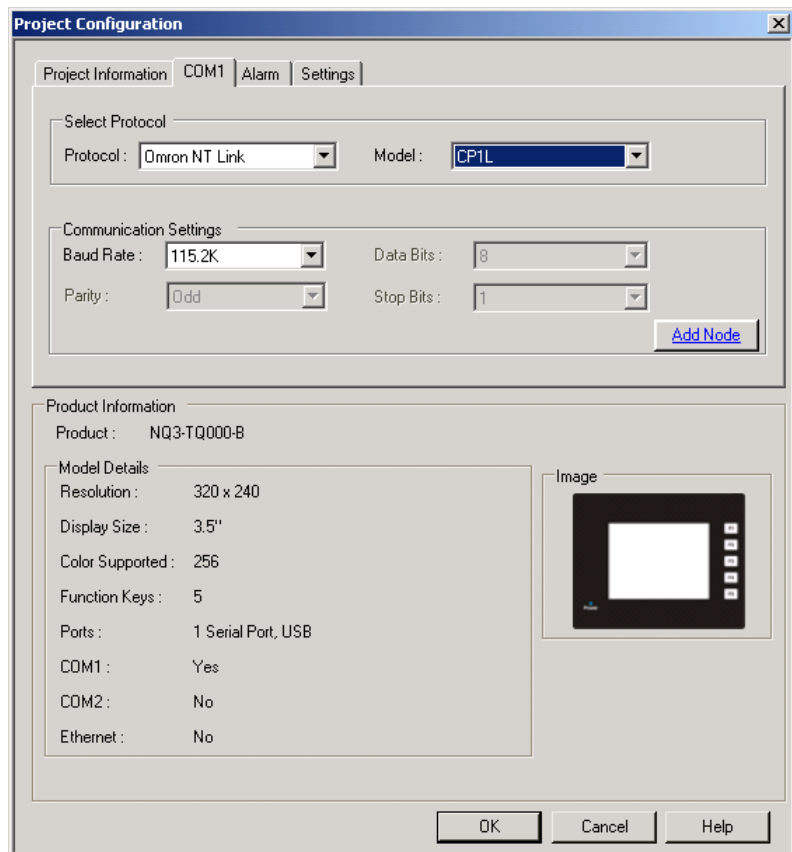 Project Configuration
Project Information COM1 Alarm Settings
Select Protocol
Protocol : Omron NT Link Model : CP1L
Communication Settings
Baud Rate : 115.2K Data Bits : 8
Parity : Odd Stop Bits : 1
Add Node
Product Information
Product : NQ3-TQ000-B
Model Details
Image
Resolution : 320 x 240
Display Size : 3.5''
Color Supported : 256
Function Keys : 5
Ports : 1 Serial Port, USB
COM1 : Yes
COM2 : No
Ethernet : No
OK Cancel Help